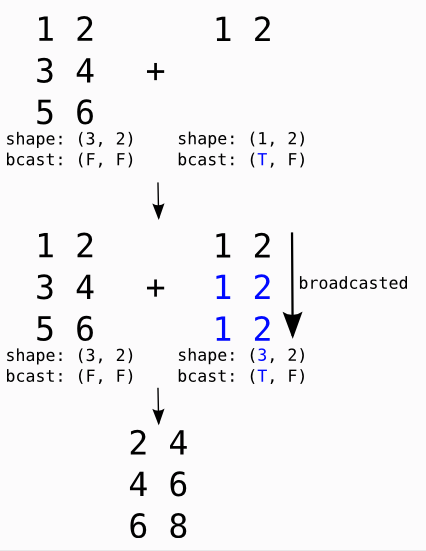 1 2 1 2
3 4 +
5 6
shape: (3, 2) shape: (1, 2)
bcast: (F, F) bcast: (T, F)
1 2 1 2
3 4 + 1 2 broadcasted
5 6 1 2
shape: (3, 2) shape: (3, 2)
bcast: (F, F) bcast: (T, F)
2 4
4 6
6 8